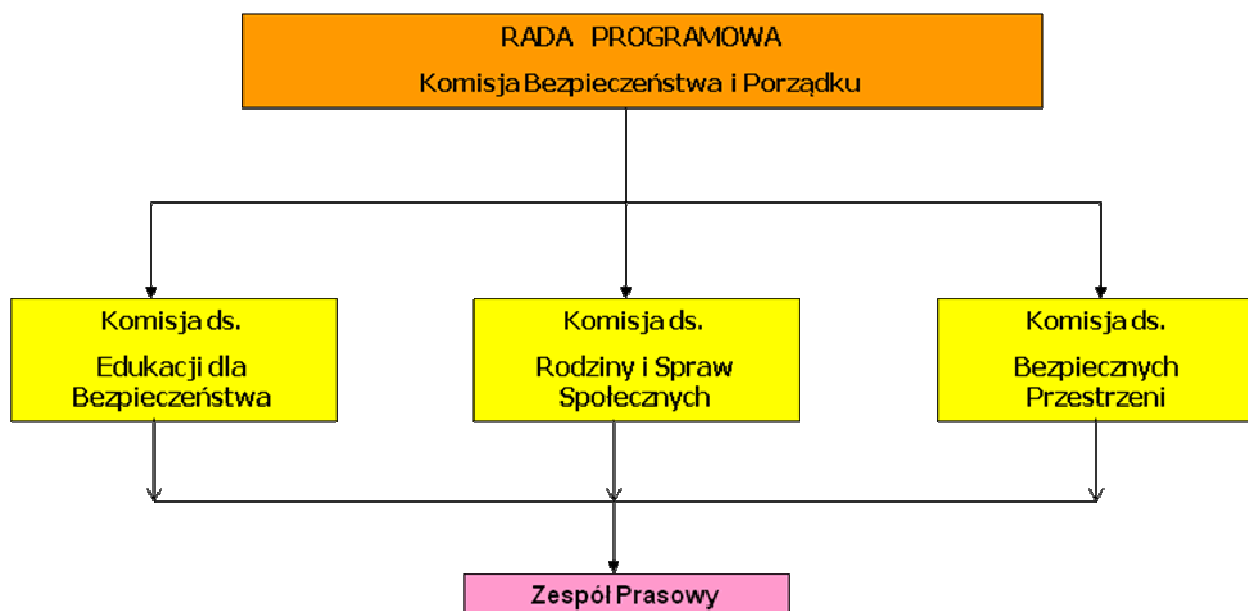 RADA PROGRAMOWA
Komisja Bezpieczeństwa i Porządku
Komisja ds.
Edukacji dla
Bezpieczeństwa
Komisja ds.
Rodziny i Spraw
Społecznych
Komisja ds.
Bezpiecznych
Przestrzeni
Zespół Prasowy